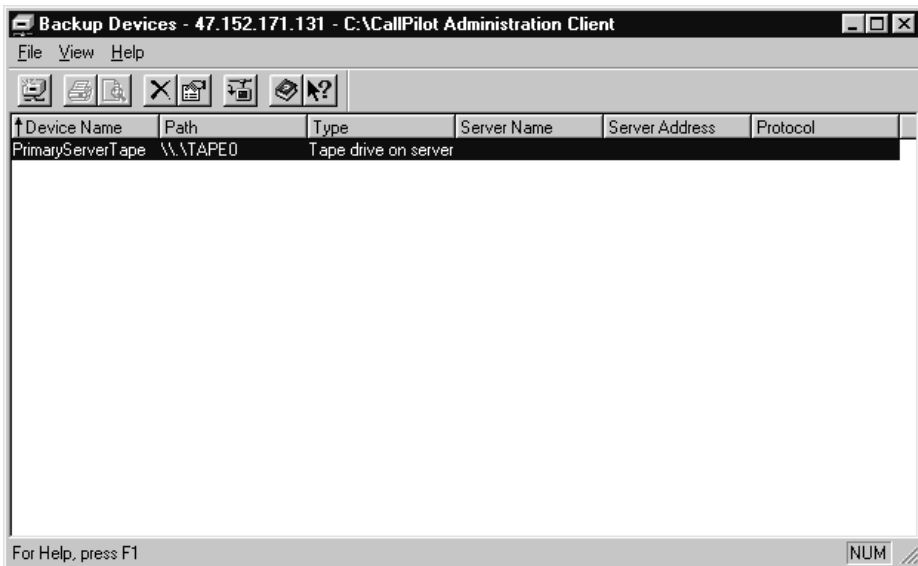 Backup Devices - 47.152.171.131 - C:\CallPilot Administration Client
File View Help
Device Name Path Type Server Name Server Address Protocol
PrimaryServerTape \\.\TAPE0 Tape drive on server
For Help, press F1 NUM